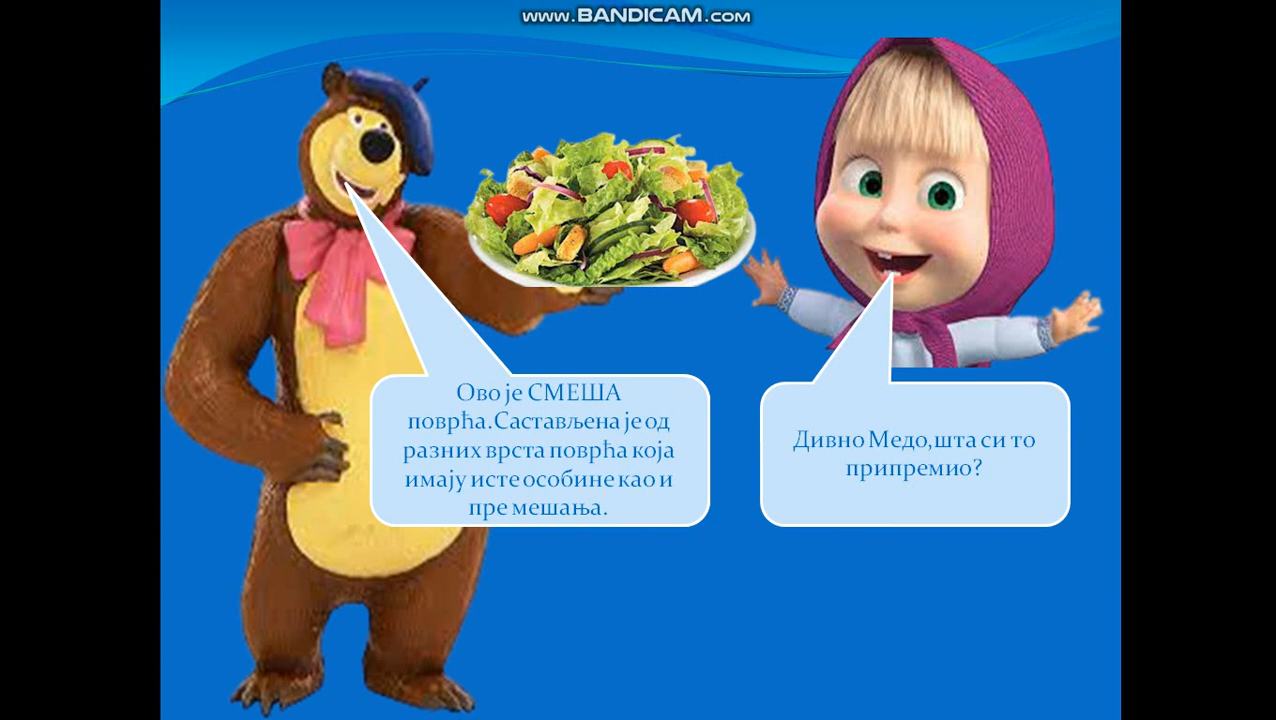 www.BANDICAM.com
Ово је СМЕША
поврћа.Састављена је од
разних врста поврћа која
имају исте особине као и
пре мешања.
Дивно Медо,шта си то
припремио?